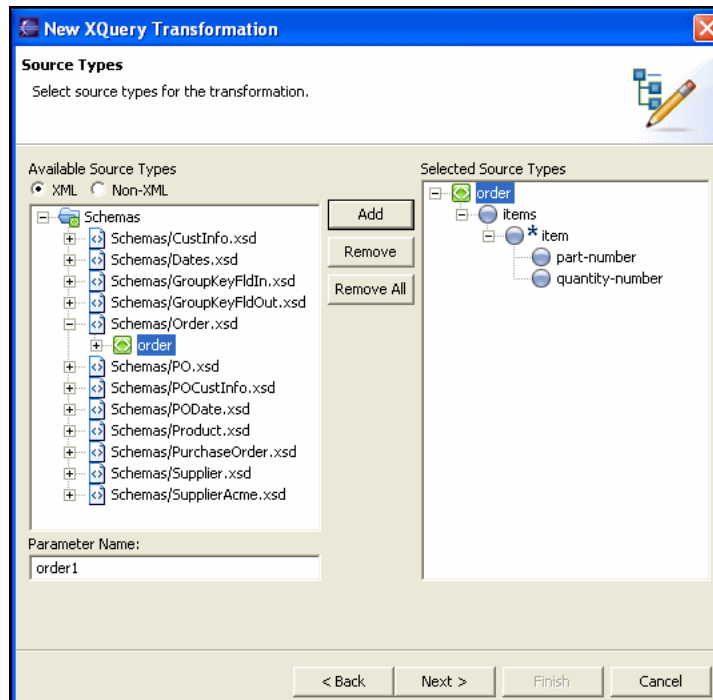 New XQuery Transformation
Source Types
Select source types for the transformation.
Available Source Types
XML Non-XML
Schemas
Schemas/CustInfo.xsd
Schemas/Dates.xsd
Schemas/GroupKeyFldIn.xsd
Schemas/GroupKeyFldOut.xsd
Schemas/Order.xsd
order
Schemas/PO.xsd
Schemas/POCustInfo.xsd
Schemas/PODate.xsd
Schemas/Product.xsd
Schemas/PurchaseOrder.xsd
Schemas/Supplier.xsd
Schemas/SupplierAcme.xsd
Parameter Name:
order1
Add
Remove
Remove All
Selected Source Types
order
items
* item
part-number
quantity-number
< Back Next > Finish Cancel